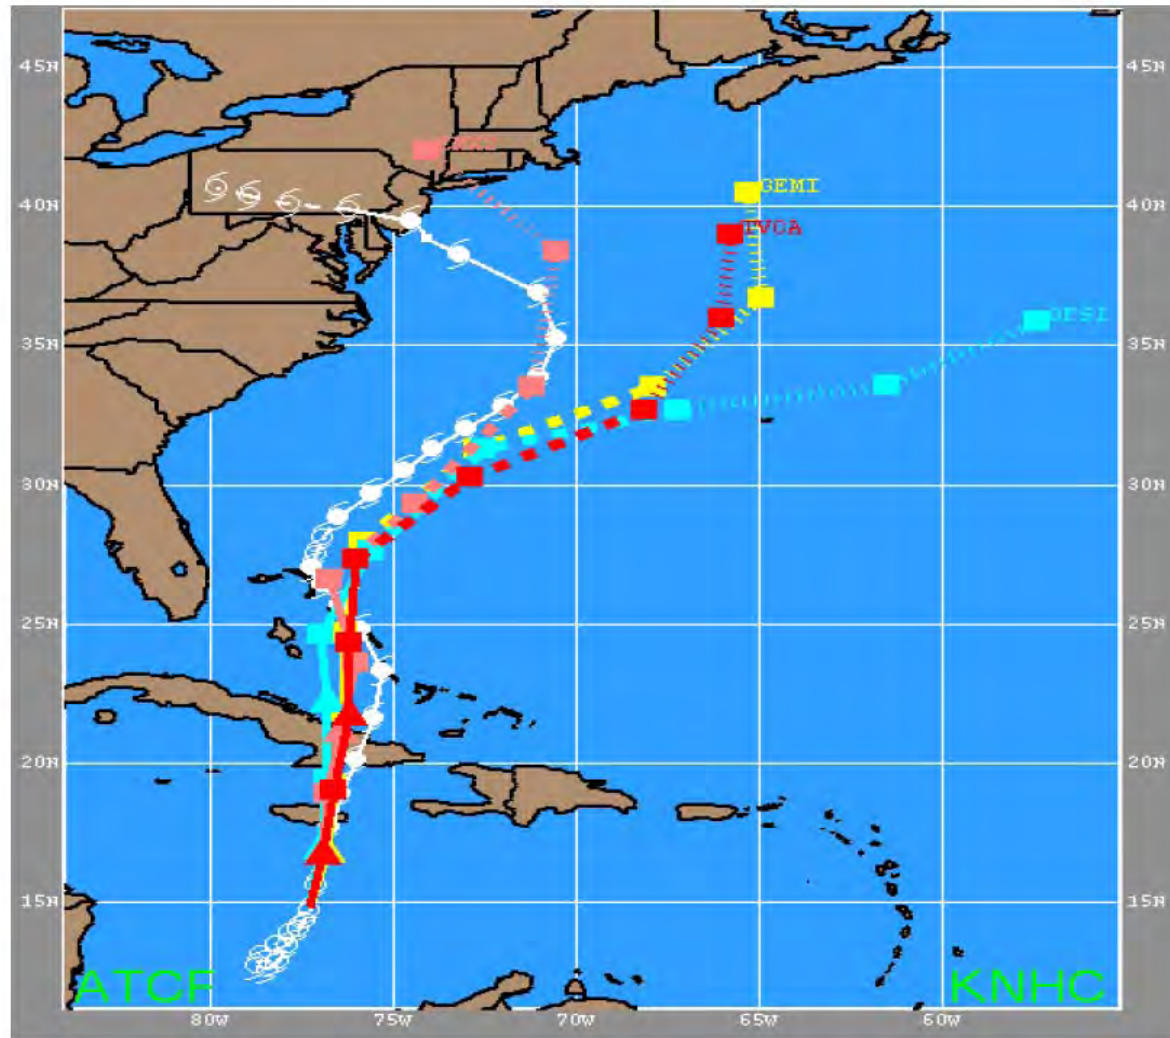 45N 45N
GEMI
40N 40N
TVCA
35N 35N
30N 30N
25N 25N
20N 20N
15N 15N
ATCF KNHC
80W 75W 70W 65W 60W